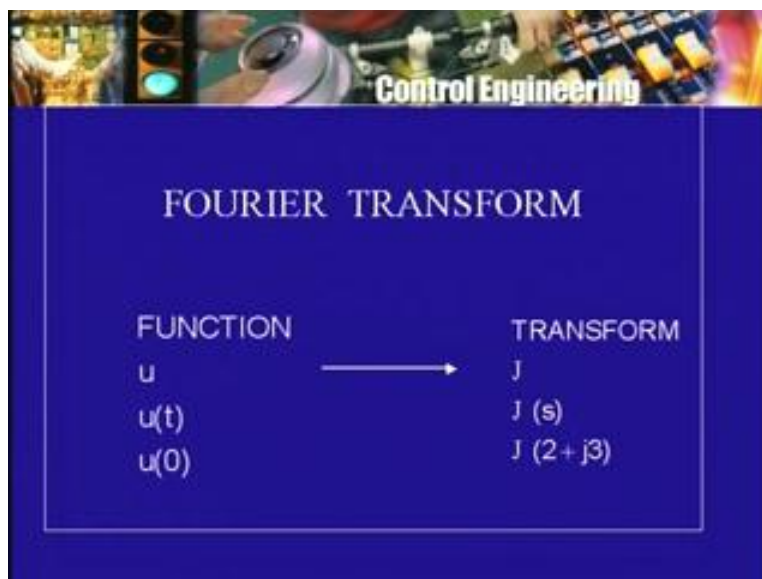 Control Engineering
FOURIER TRANSFORM
FUNCTION
TRANSFORM
u
J
u(t)
J (s)
u(0)
J (2 + j3)